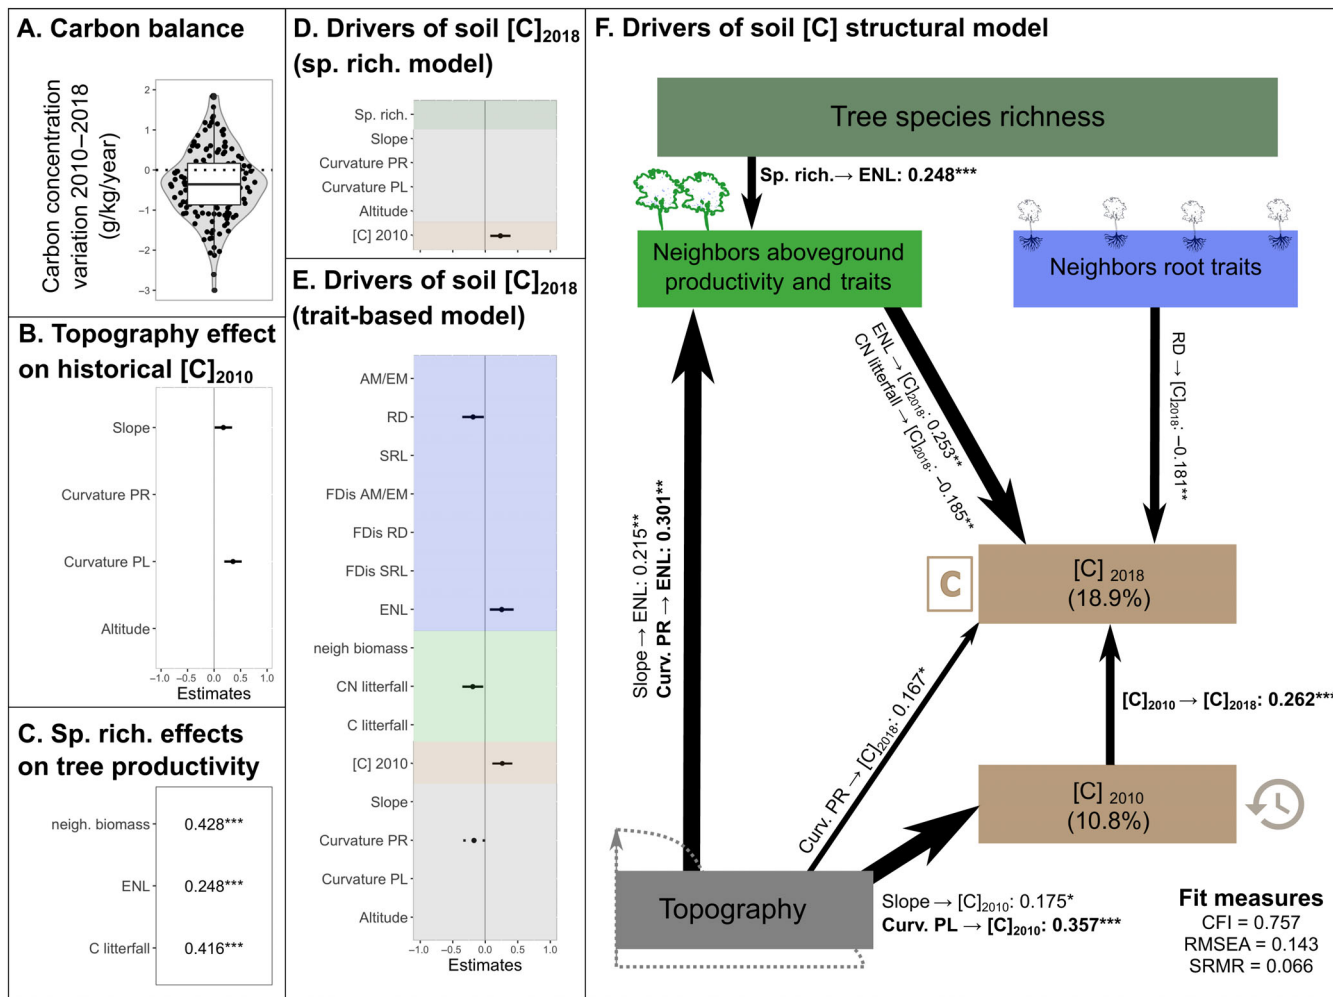 A. Carbon balance
Carbon concentration
variation 2010–2018
(g/kg/year)
2
1
0
−1
−2
−3
B. Topography effect
on historical [C]2010
Slope
Curvature PR
Curvature PL
Altitude
−1.0 −0.5 0.0 0.5 1.0
Estimates
C. Sp. rich. effects
on tree productivity
neigh. biomass 0.428***
ENL 0.248***
C litterfall 0.416***
D. Drivers of soil [C]2018
(sp. rich. model)
Sp. rich.
Slope
Curvature PR
Curvature PL
Altitude
[C] 2010
−1.0 −0.5 0.0 0.5 1.0
E. Drivers of soil [C]2018
(trait-based model)
AM/EM
RD
SRL
FDis AM/EM
FDis RD
FDis SRL
ENL
neigh biomass
CN litterfall
C litterfall
[C] 2010
Slope
Curvature PR
Curvature PL
Altitude
−1.0 −0.5 0.0 0.5 1.0
Estimates
F. Drivers of soil [C] structural model
Tree species richness
Sp. rich.→ ENL: 0.248***
Neighbors aboveground
productivity and traits
Neighbors root traits
ENL → [C]2018: 0.253**
CN litterfall → [C]2018: −0.185**
RD → [C]2018: −0.181**
Slope → ENL: 0.215**
Curv. PR → ENL: 0.301**
C
[C] 2018
(18.9%)
Curv. PR → [C]2018: 0.167*
[C]2010 → [C]2018: 0.262***
[C] 2010
(10.8%)
Topography
Slope → [C]2010: 0.175*
Curv. PL → [C]2010: 0.357***
Fit measures
CFI = 0.757
RMSEA = 0.143
SRMR = 0.066